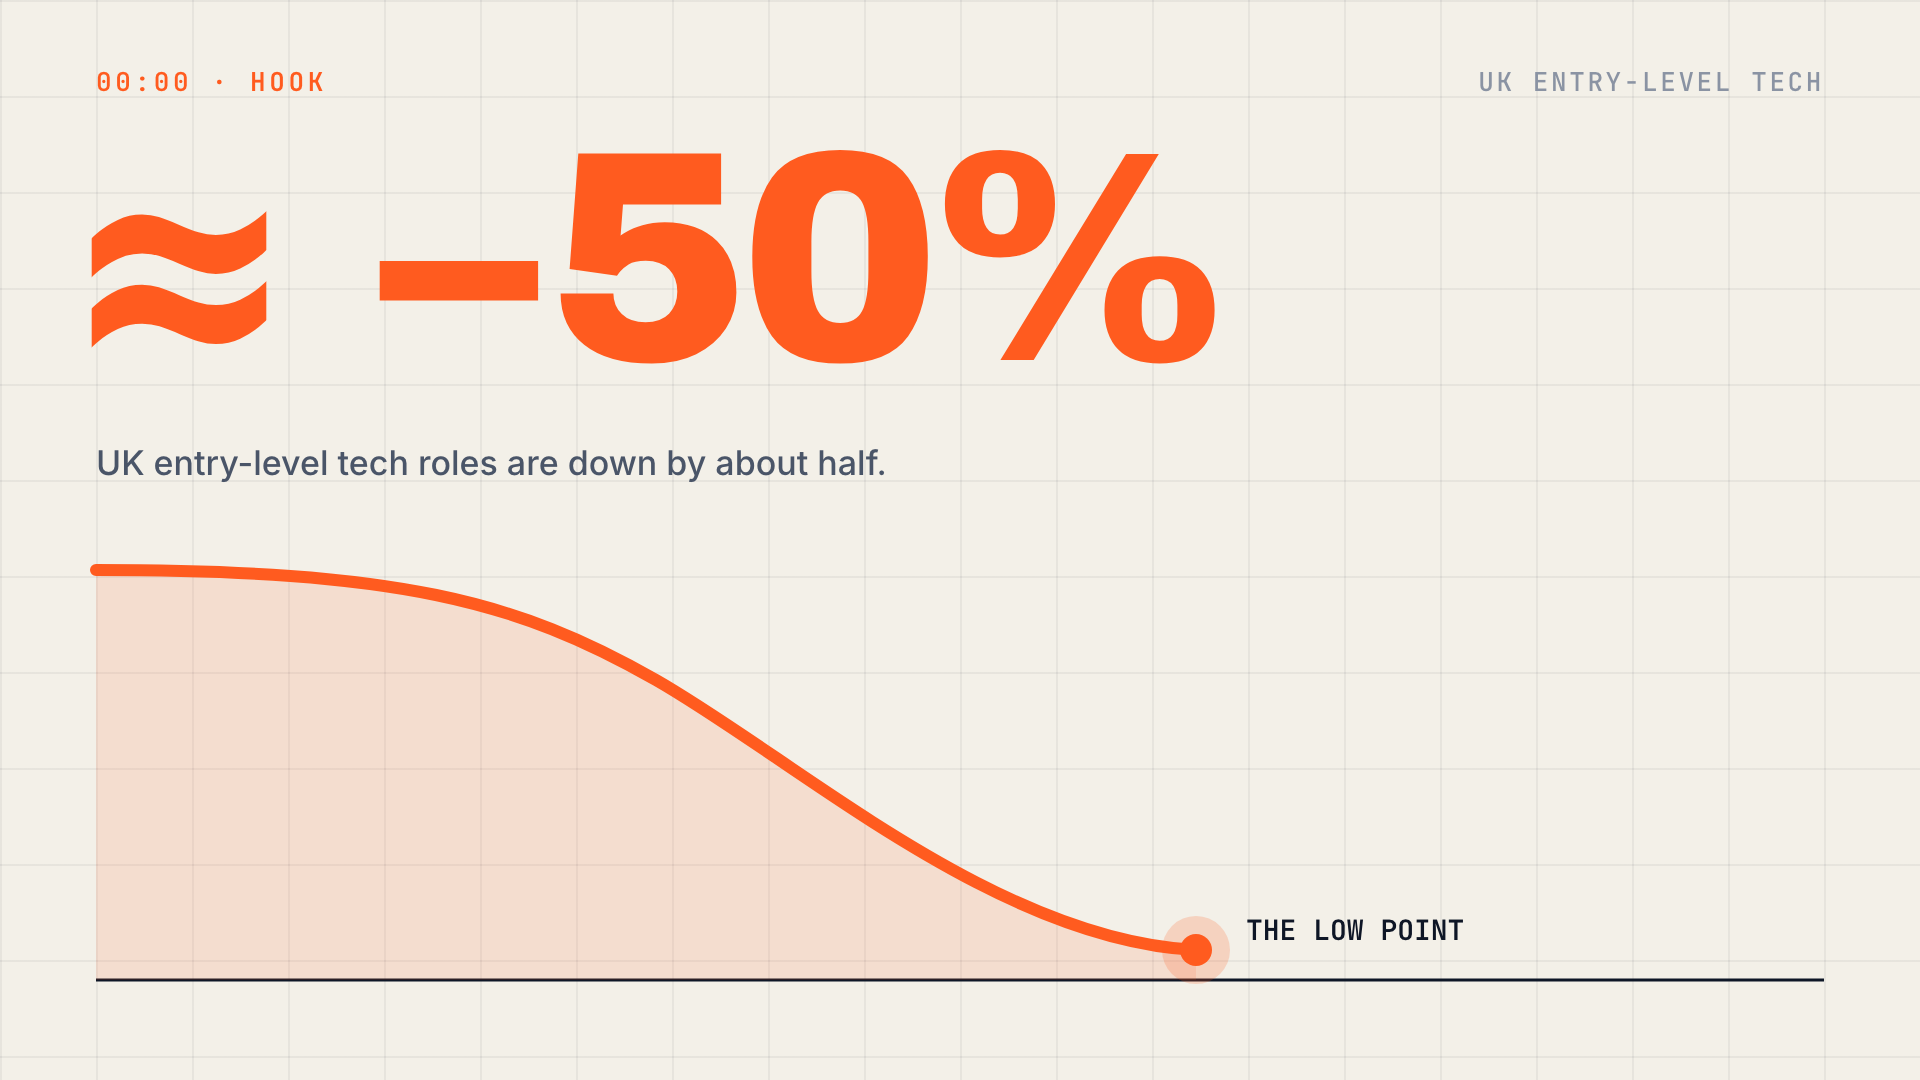 00:00 · HOOK
UK ENTRY-LEVEL TECH
≈ −50%
UK entry-level tech roles are down by about half.
THE LOW POINT